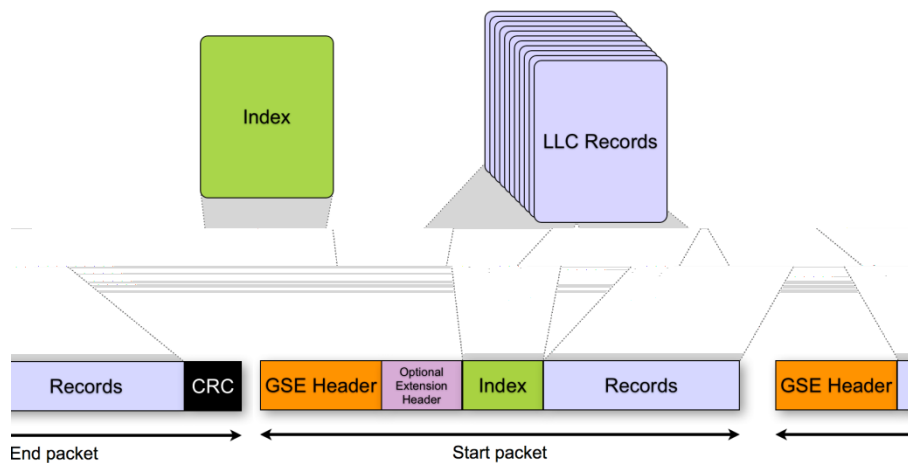 Index
LLC Records
Records
CRC
GSE Header
Optional
Extension
Header
Index
Records
GSE Header
End packet
Start packet